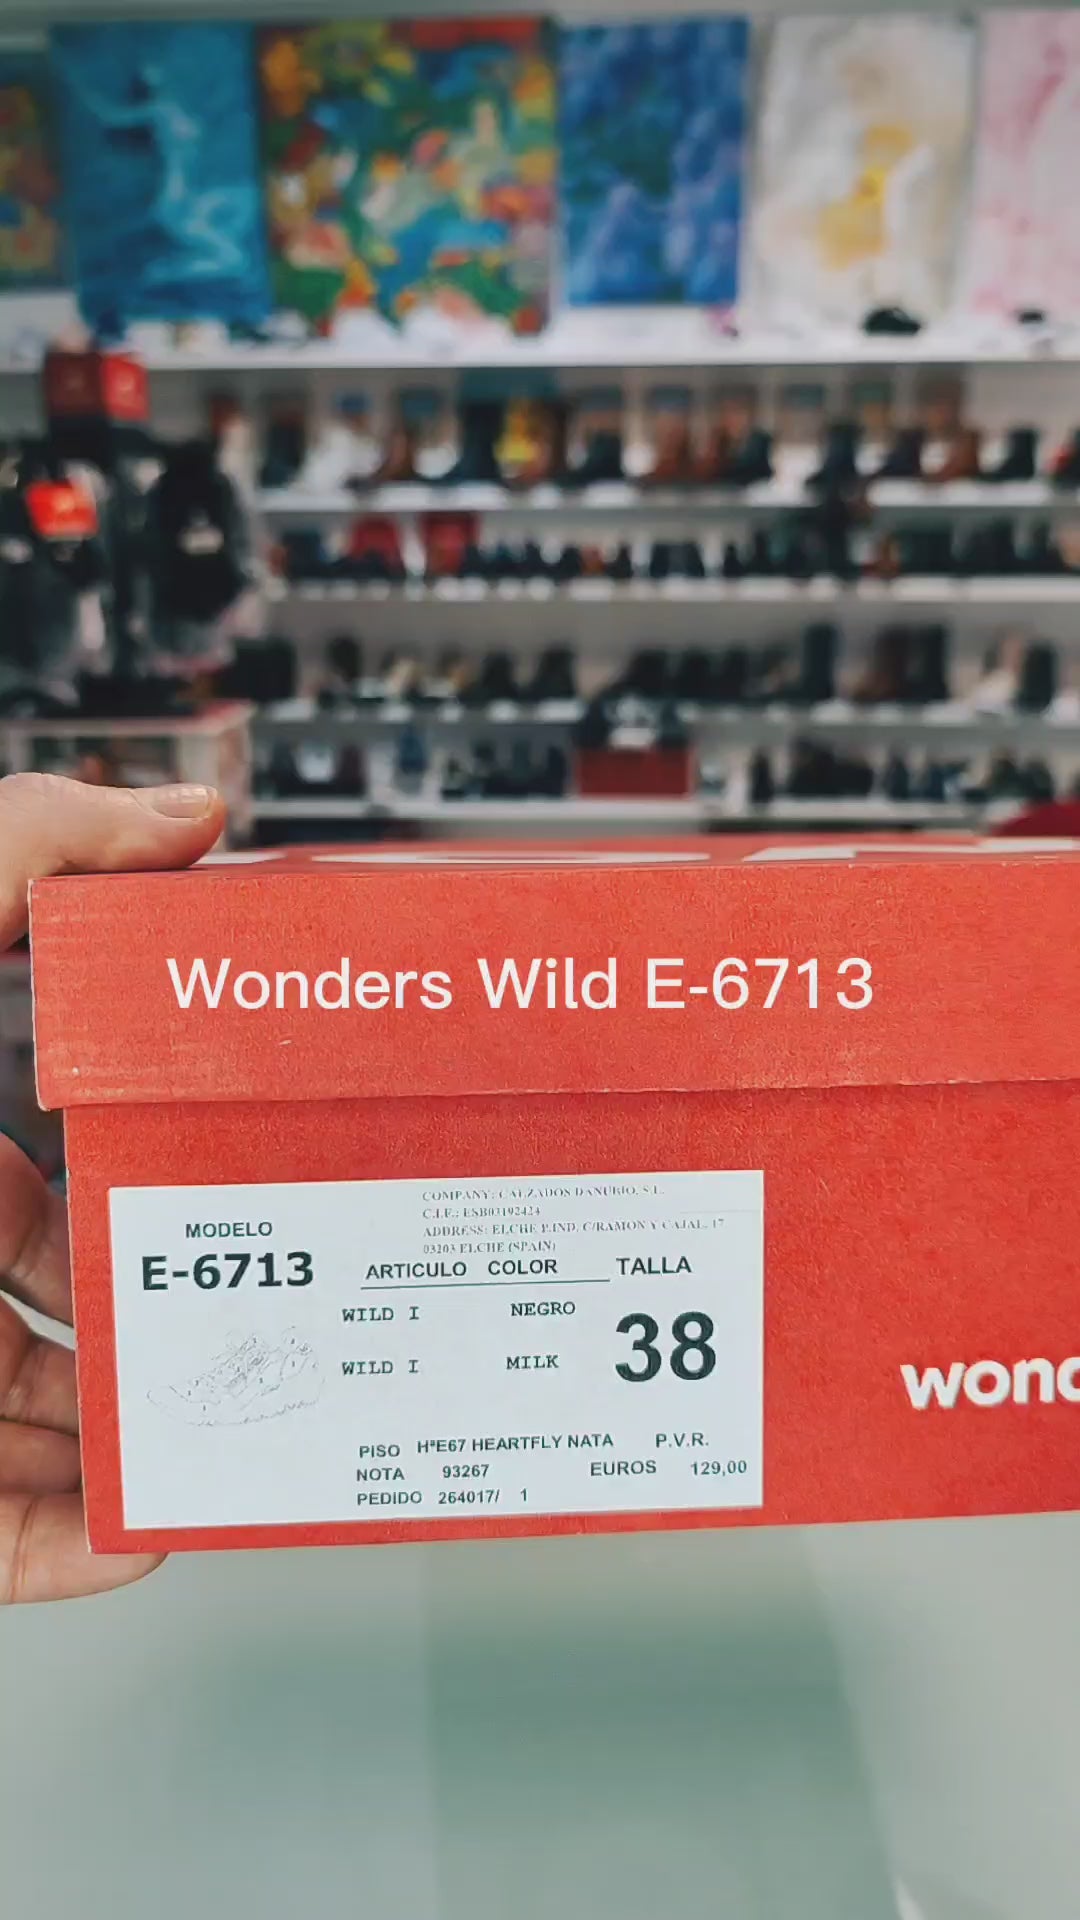 Wonders Wild E-6713
COMPANY: CALZADOS DANUBIO, S.L.
C.I.F.: ESB03192424
ADDRESS: ELCHE P.IND. C/RAMON Y CAJAL, 17
03203 ELCHE (SPAIN)
MODELO
E-6713
ARTICULO COLOR TALLA
WILD I NEGRO
WILD I MILK
38
PISO HªE67 HEARTFLY NATA P.V.R.
NOTA 93267 EUROS 129,00
PEDIDO 264017/ 1
wond